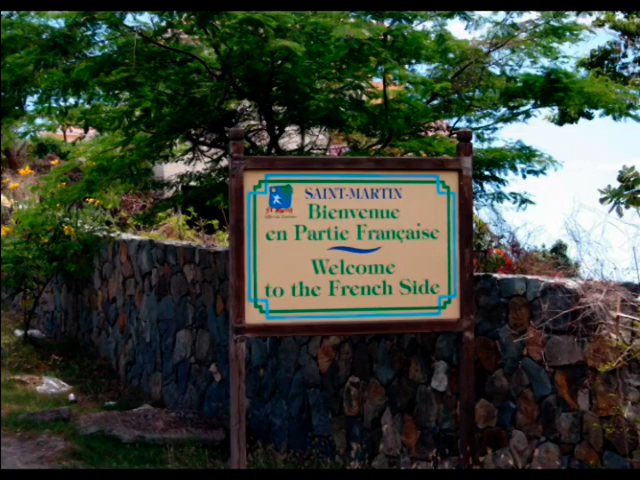 SAINT-MARTIN
Bienvenue
en Partie Française
Welcome
to the French Side